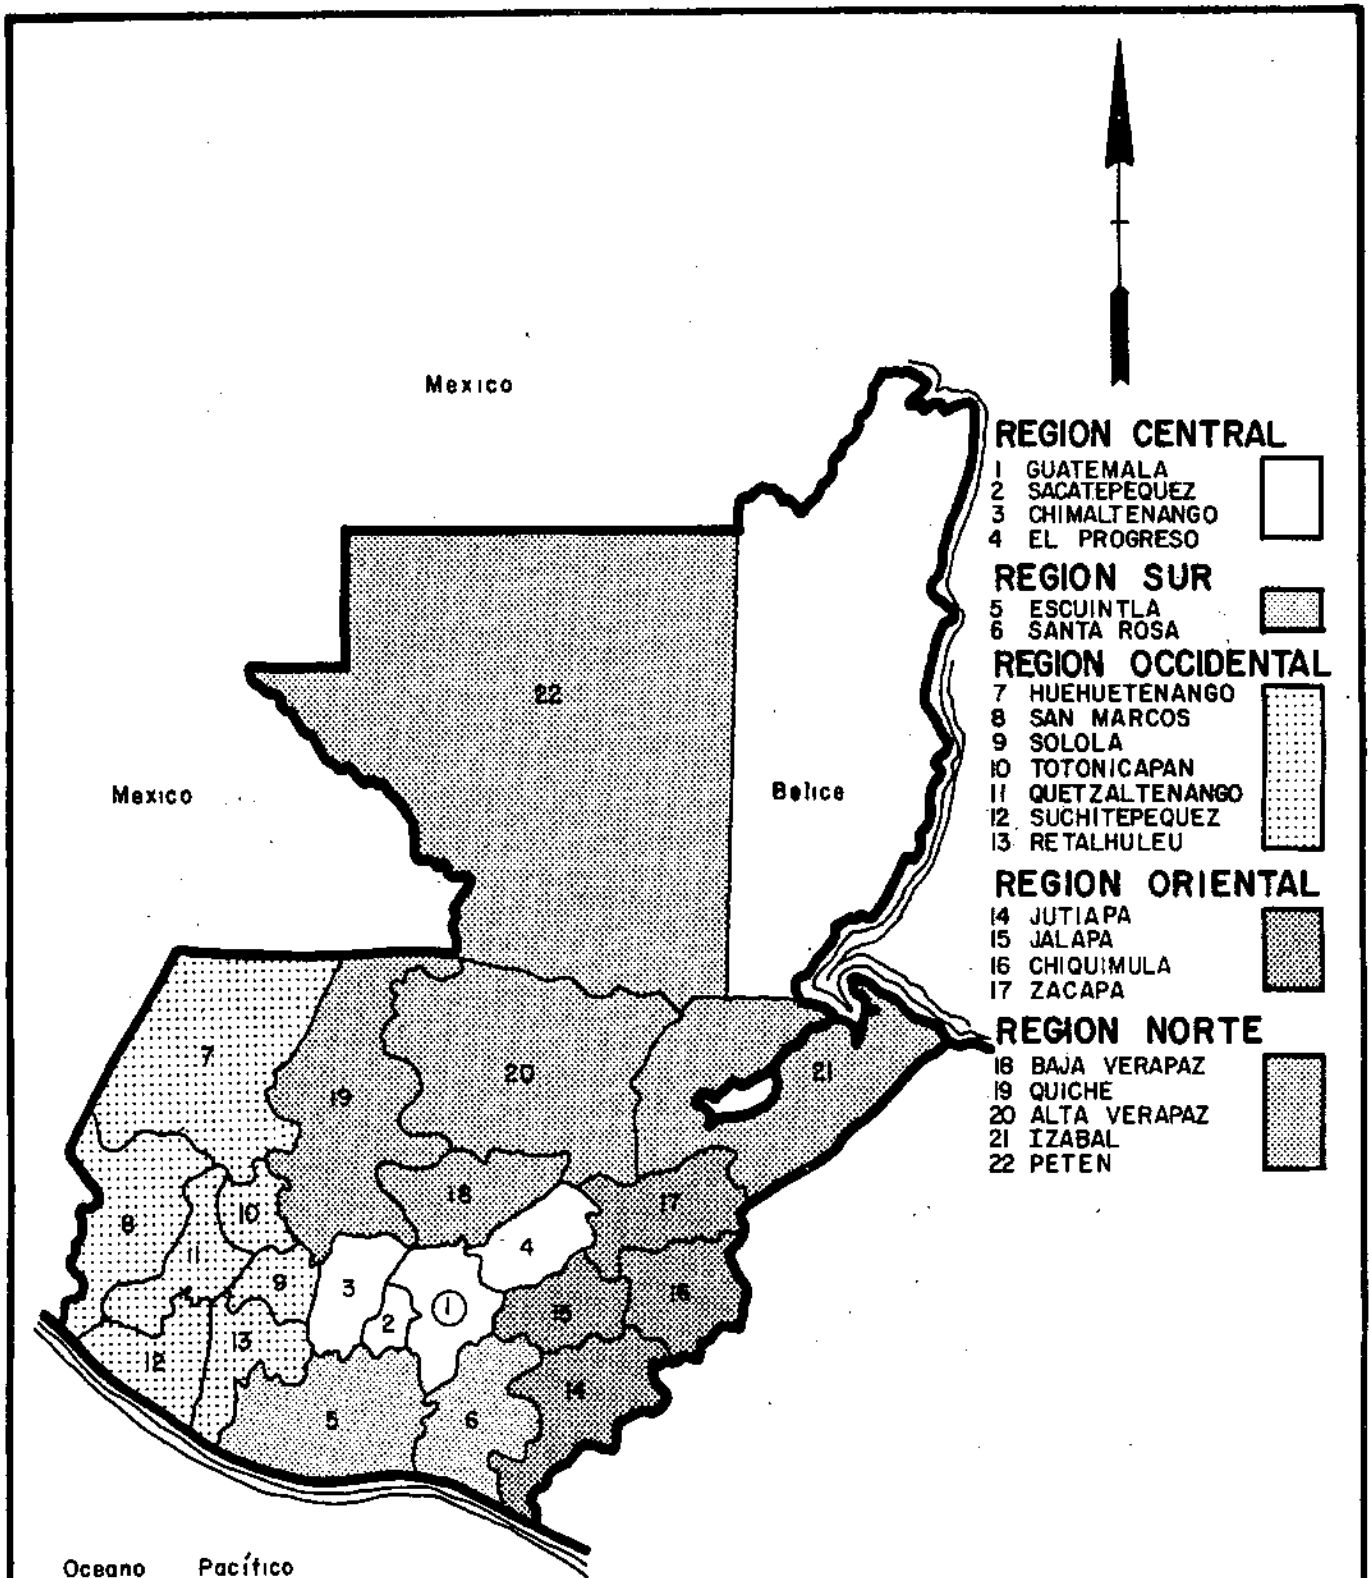 Mexico
REGION CENTRAL
1 GUATEMALA
2 SACATEPEQUEZ
3 CHIMALTENANGO
4 EL PROGRESO
REGION SUR
5 ESCUINTLA
6 SANTA ROSA
REGION OCCIDENTAL
7 HUEHUETENANGO
8 SAN MARCOS
9 SOLOLA
10 TOTONICAPAN
11 QUETZALTENANGO
12 SUCHITEPEQUEZ
13 RETALHULEU
REGION ORIENTAL
14 JUTIAPA
15 JALAPA
16 CHIQUIMULA
17 ZACAPA
REGION NORTE
18 BAJA VERAPAZ
19 QUICHE
20 ALTA VERAPAZ
21 IZABAL
22 PETEN
22
Mexico
Belice
7
20
21
19
18
17
10
8
4
11
9
3
16
1
15
2
13
12
14
5
6
Oceano Pacífico